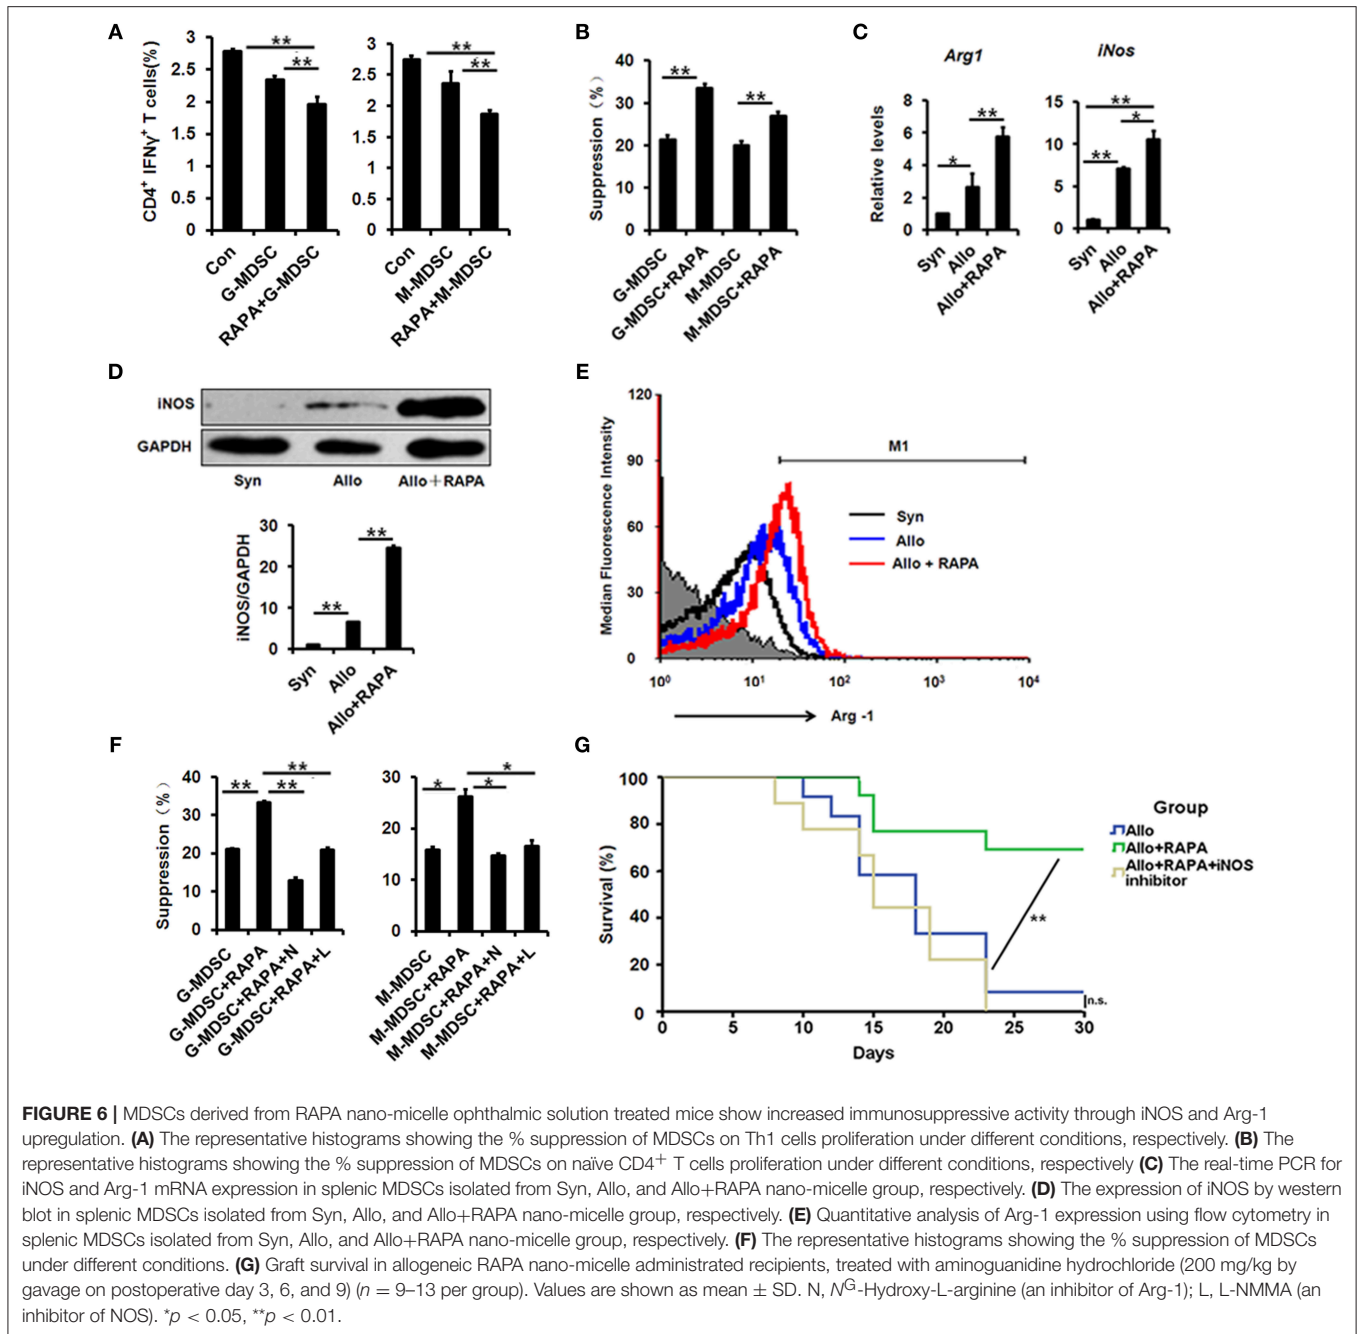 A
CD4+ IFNγ+ T cells(%)
3
2.5
2
1.5
1
0.5
0
**
**
Con
G-MDSC
RAPA+G-MDSC
3
2.5
2
1.5
1
0.5
0
**
**
Con
M-MDSC
RAPA+M-MDSC
B
Suppression (%)
40
30
20
10
0
**
**
G-MDSC
G-MDSC+RAPA
M-MDSC
M-MDSC+RAPA
C
Arg1
Relative levels
8
6
4
2
0
*
**
Syn
Allo
Allo+RAPA
iNos
15
10
5
0
**
*
**
Syn
Allo
Allo+RAPA
D
iNOS
GAPDH
Syn Allo Allo+RAPA
iNOS/GAPDH
30
20
10
0
**
**
Syn
Allo
Allo+RAPA
E
Median Fluorescence Intensity
120
90
60
30
0
M1
Syn
Allo
Allo + RAPA
10⁰ 10¹ 10² 10³ 10⁴
Arg -1
F
Suppression (%)
40
30
20
10
0
**
**
**
G-MDSC
G-MDSC+RAPA
G-MDSC+RAPA+N
G-MDSC+RAPA+L
30
20
10
0
*
*
*
M-MDSC
M-MDSC+RAPA
M-MDSC+RAPA+N
M-MDSC+RAPA+L
G
Survival (%)
100
80
60
40
20
0
0 5 10 15 20 25 30
Days
Group
Allo
Allo+RAPA
Allo+RAPA+iNOS
inhibitor
**
n.s.
FIGURE 6 | MDSCs derived from RAPA nano-micelle ophthalmic solution treated mice show increased immunosuppressive activity through iNOS and Arg-1
upregulation. (A) The representative histograms showing the % suppression of MDSCs on Th1 cells proliferation under different conditions, respectively. (B) The
representative histograms showing the % suppression of MDSCs on naïve CD4+ T cells proliferation under different conditions, respectively (C) The real-time PCR for
iNOS and Arg-1 mRNA expression in splenic MDSCs isolated from Syn, Allo, and Allo+RAPA nano-micelle group, respectively. (D) The expression of iNOS by western
blot in splenic MDSCs isolated from Syn, Allo, and Allo+RAPA nano-micelle group, respectively. (E) Quantitative analysis of Arg-1 expression using flow cytometry in
splenic MDSCs isolated from Syn, Allo, and Allo+RAPA nano-micelle group, respectively. (F) The representative histograms showing the % suppression of MDSCs
under different conditions. (G) Graft survival in allogeneic RAPA nano-micelle administrated recipients, treated with aminoguanidine hydrochloride (200 mg/kg by
gavage on postoperative day 3, 6, and 9) (n = 9–13 per group). Values are shown as mean ± SD. N, Nᴳ-Hydroxy-L-arginine (an inhibitor of Arg-1); L, L-NMMA (an
inhibitor of NOS). *p < 0.05, **p < 0.01.